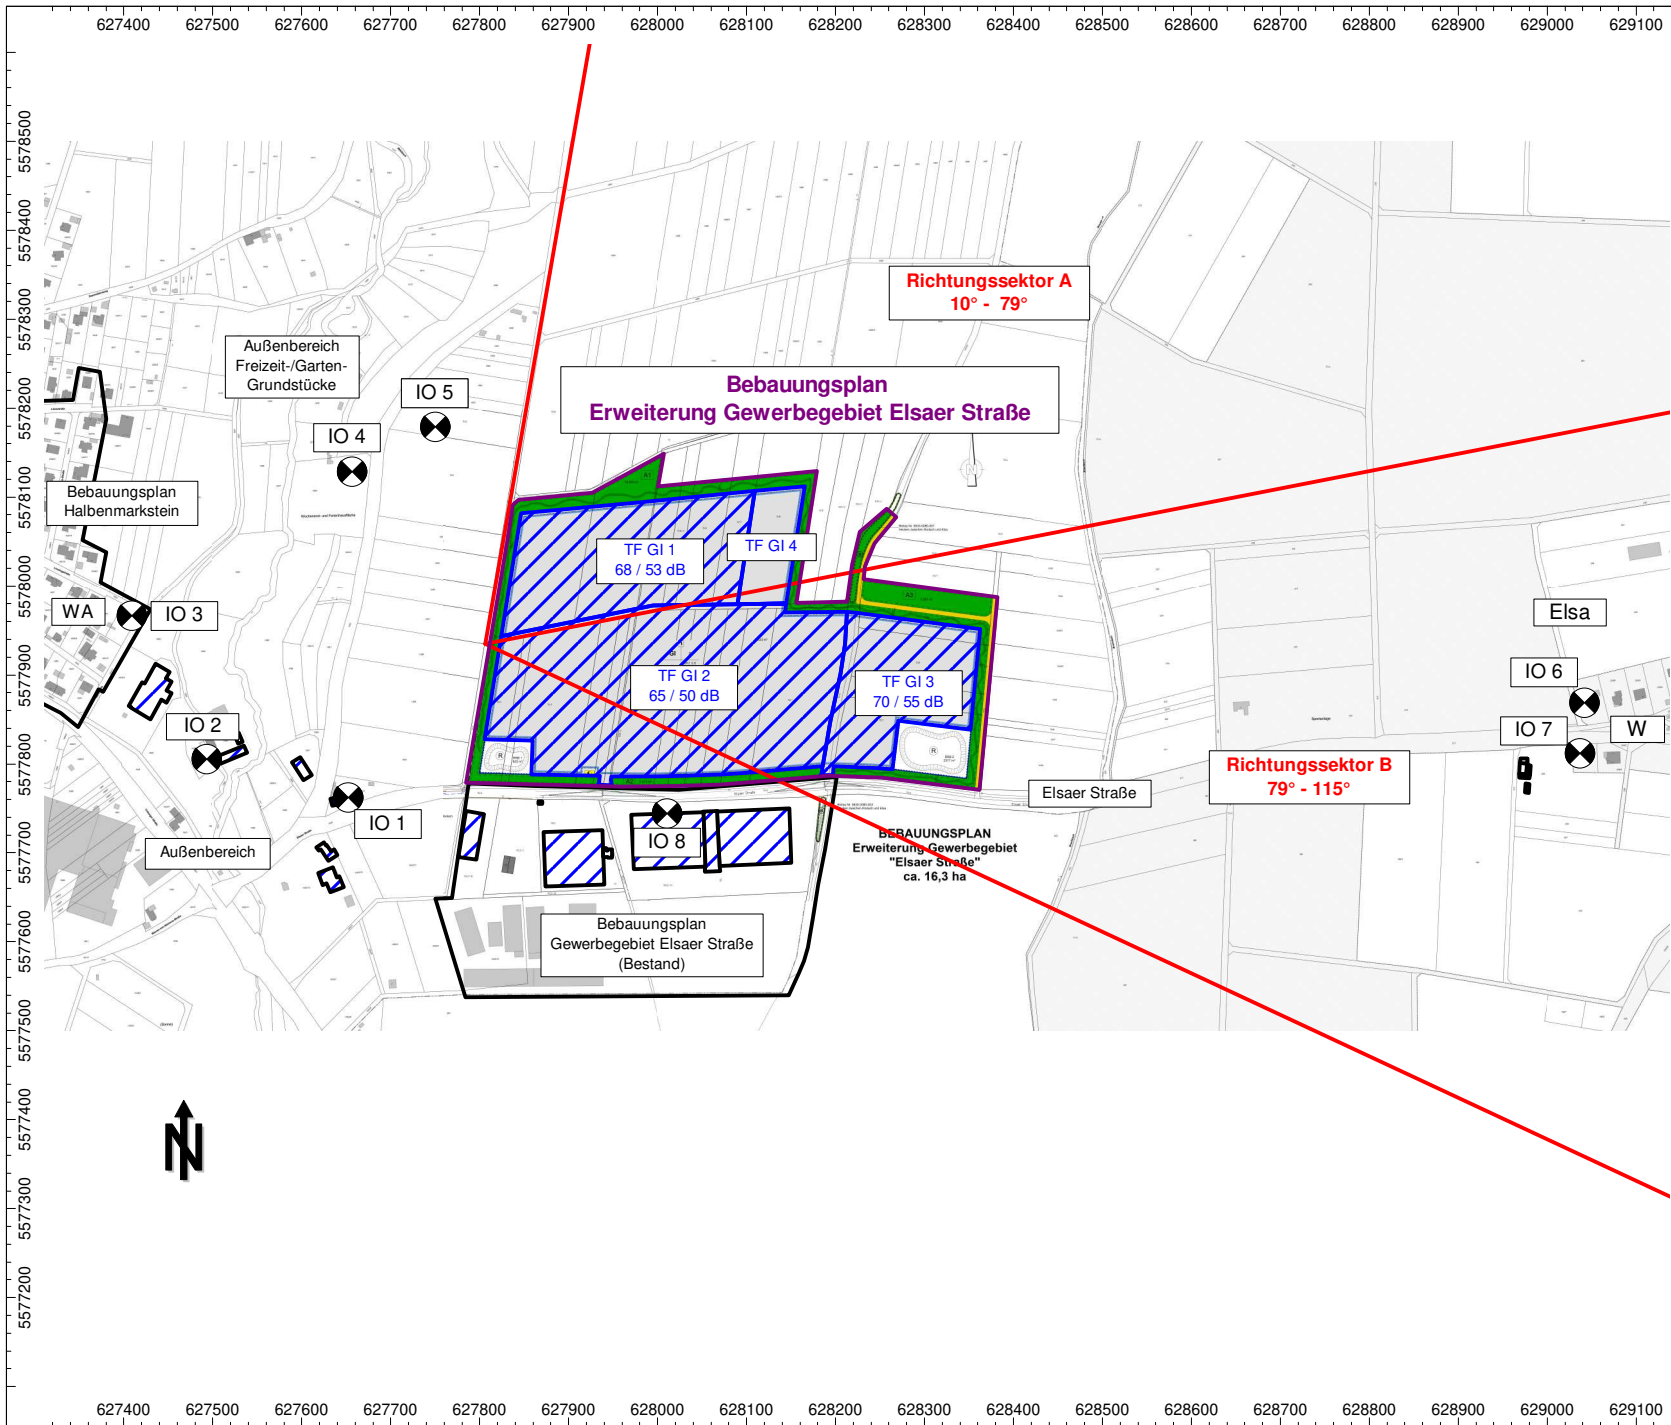 627400 627500 627600 627700 627800 627900 628000 628100 628200 628300 628400 628500 628600 628700 628800 628900 629000 629100
5578500
5578400
5578300
5578200
5578100
5578000
5577900
5577800
5577700
5577600
5577500
5577400
5577300
5577200
Richtungssektor A
10° - 79°
Außenbereich
Freizeit-/Garten-
Grundstücke
Bebauungsplan
Erweiterung Gewerbegebiet Elsaer Straße
IO 5
IO 4
N
A1
Bebauungsplan
Halbenmarkstein
TF GI 1
68 / 53 dB
TF GI 4
A3
WA
IO 3
Elsa
GI
TF GI 2
65 / 50 dB
TF GI 3
70 / 55 dB
IO 6
IO 2
IO 7
W
R
R
Richtungssektor B
79° - 115°
A2
Elsaer Straße
Elsaer Straße
IO 1
IO 8
BEBAUUNGSPLAN
Erweiterung Gewerbegebiet
"Elsaer Straße"
ca. 16,3 ha
Außenbereich
Bebauungsplan
Gewerbegebiet Elsaer Straße
(Bestand)
N
627400 627500 627600 627700 627800 627900 628000 628100 628200 628300 628400 628500 628600 628700 628800 628900 629000 629100